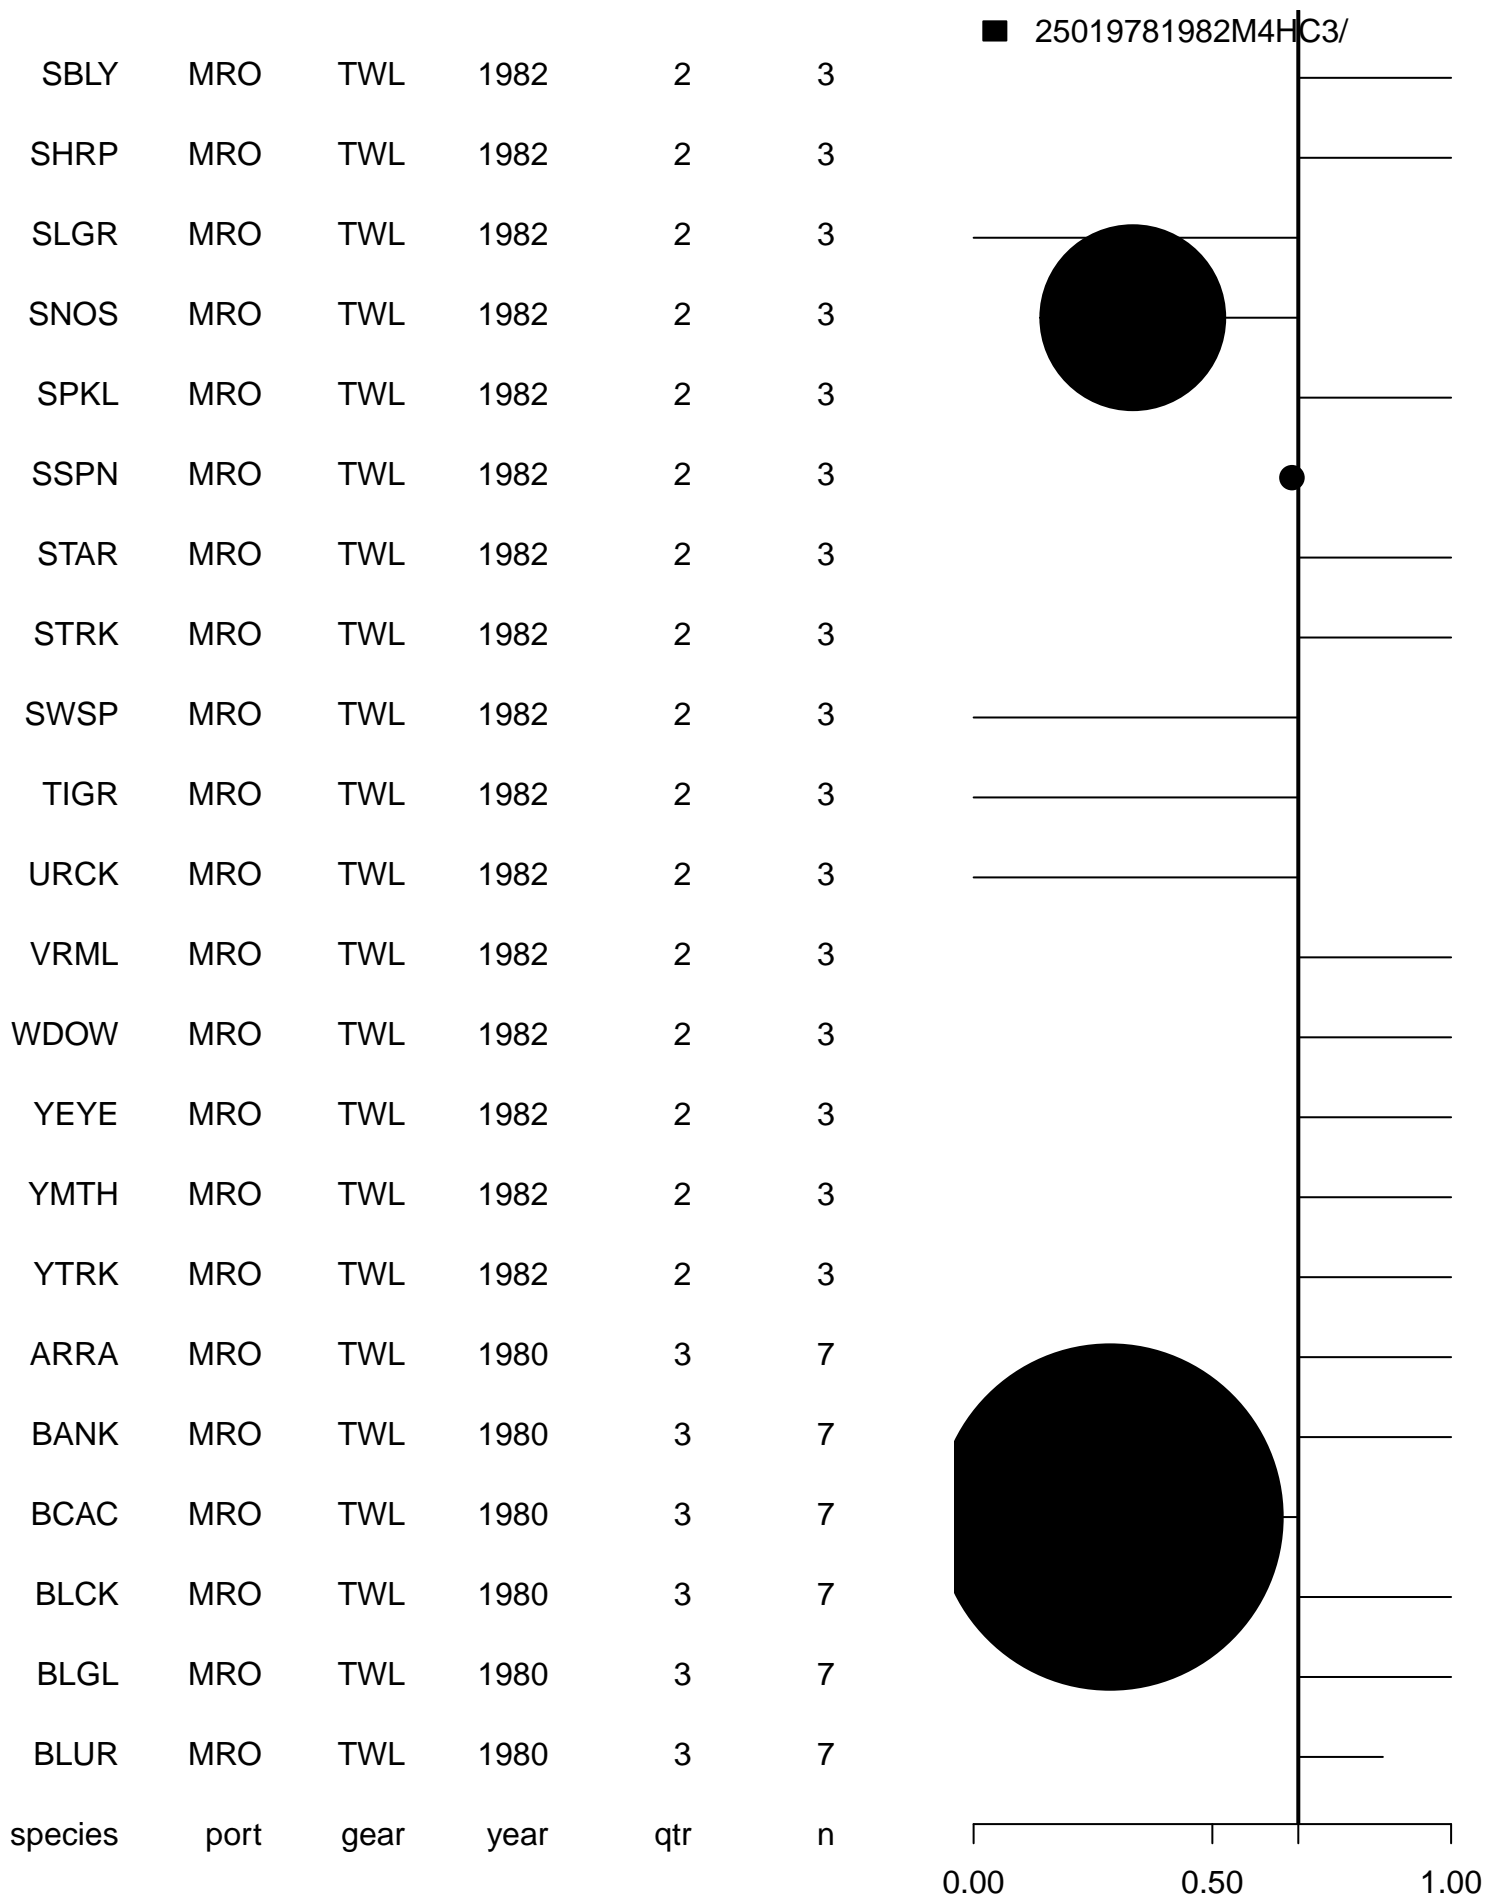 25019781982M4HC3/
SBLY MRO TWL 1982 2 3
SHRP MRO TWL 1982 2 3
SLGR MRO TWL 1982 2 3
SNOS MRO TWL 1982 2 3
SPKL MRO TWL 1982 2 3
SSPN MRO TWL 1982 2 3
STAR MRO TWL 1982 2 3
STRK MRO TWL 1982 2 3
SWSP MRO TWL 1982 2 3
TIGR MRO TWL 1982 2 3
URCK MRO TWL 1982 2 3
VRML MRO TWL 1982 2 3
WDOW MRO TWL 1982 2 3
YEYE MRO TWL 1982 2 3
YMTH MRO TWL 1982 2 3
YTRK MRO TWL 1982 2 3
ARRA MRO TWL 1980 3 7
BANK MRO TWL 1980 3 7
BCAC MRO TWL 1980 3 7
BLCK MRO TWL 1980 3 7
BLGL MRO TWL 1980 3 7
BLUR MRO TWL 1980 3 7
species port gear year qtr n
0.00 0.50 1.00